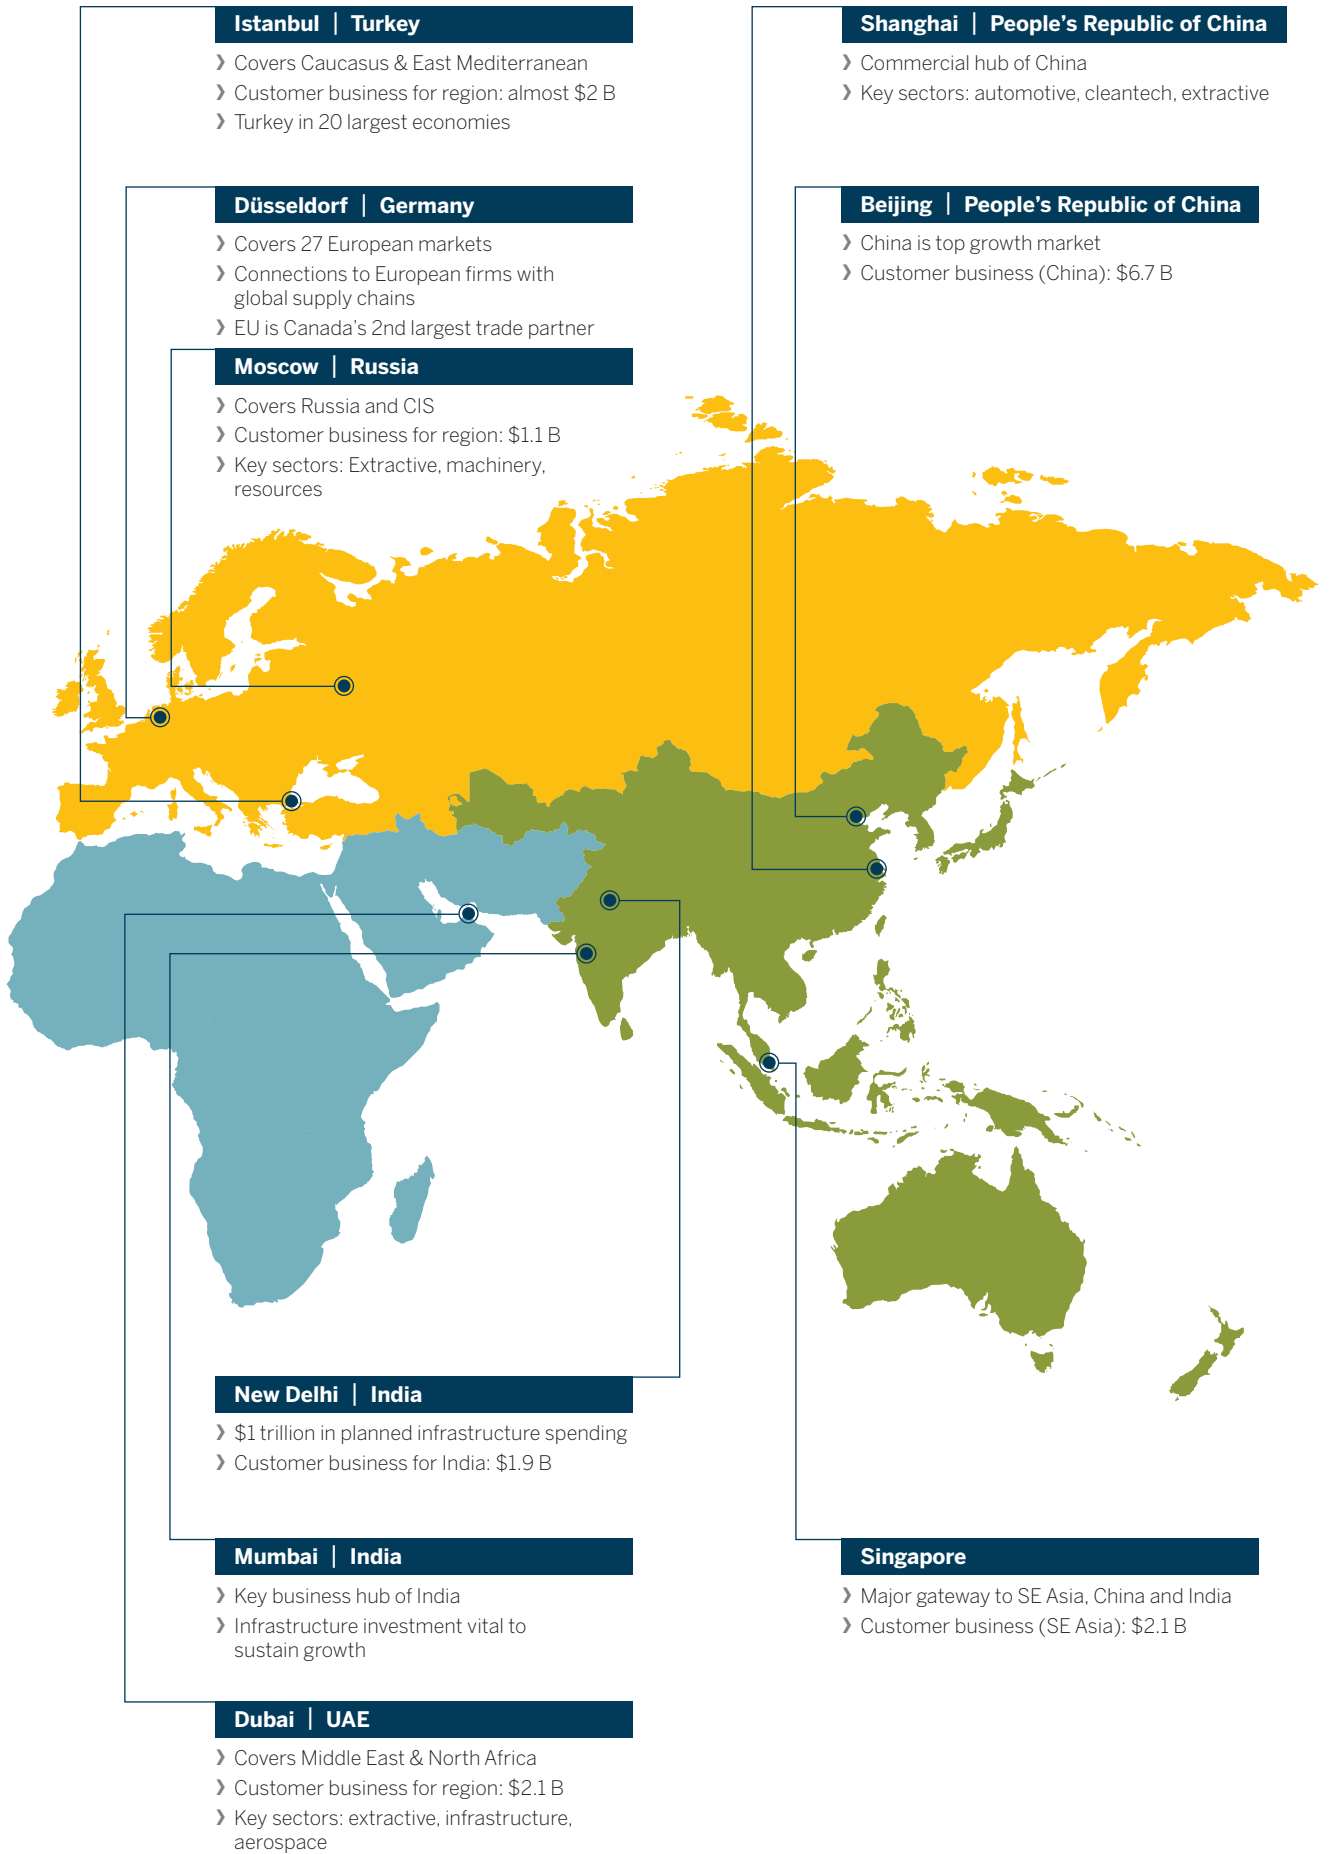 Istanbul | Turkey
❯ Covers Caucasus & East Mediterranean
❯ Customer business for region: almost $2 B
❯ Turkey in 20 largest economies
Düsseldorf | Germany
❯ Covers 27 European markets
❯ Connections to European firms with
global supply chains
❯ EU is Canada’s 2nd largest trade partner
Moscow | Russia
❯ Covers Russia and CIS
❯ Customer business for region: $1.1 B
❯ Key sectors: Extractive, machinery,
resources
Shanghai | People’s Republic of China
❯ Commercial hub of China
❯ Key sectors: automotive, cleantech, extractive
Beijing | People’s Republic of China
❯ China is top growth market
❯ Customer business (China): $6.7 B
New Delhi | India
❯ $1 trillion in planned infrastructure spending
❯ Customer business for India: $1.9 B
Mumbai | India
❯ Key business hub of India
❯ Infrastructure investment vital to
sustain growth
Dubai | UAE
❯ Covers Middle East & North Africa
❯ Customer business for region: $2.1 B
❯ Key sectors: extractive, infrastructure,
aerospace
Singapore
❯ Major gateway to SE Asia, China and India
❯ Customer business (SE Asia): $2.1 B